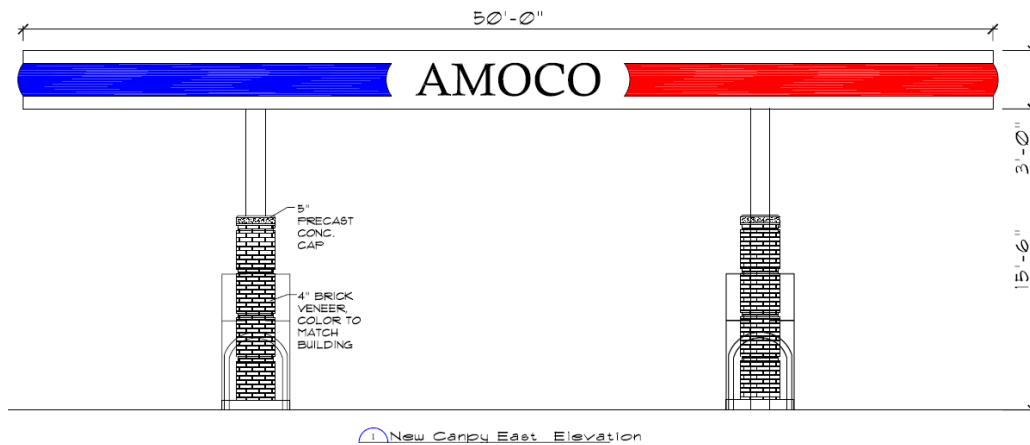 50'-0"
AMOCO
3'-0"
5"
PRECAST
CONC.
CAP
15'-6"
4" BRICK
VENEER,
COLOR TO
MATCH
BUILDING
1 New Canpy East Elevation